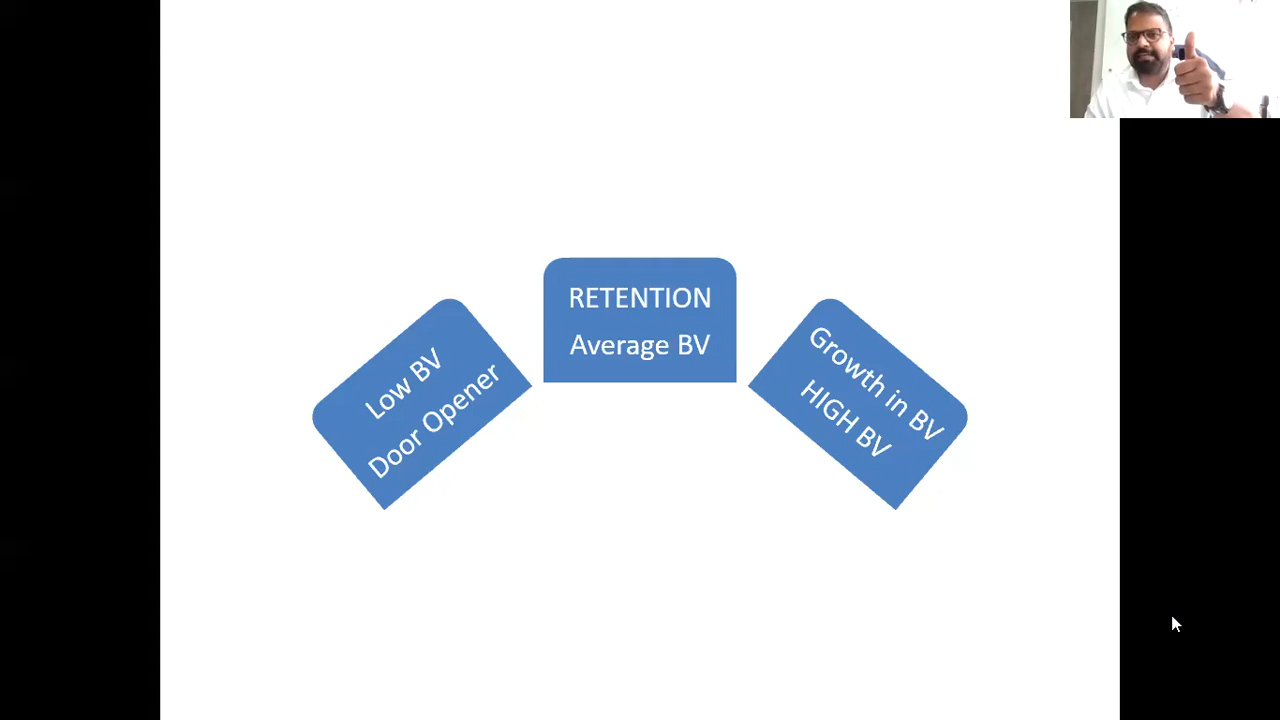 Low BV
Door Opener
RETENTION
Average BV
Growth in BV
HIGH BV